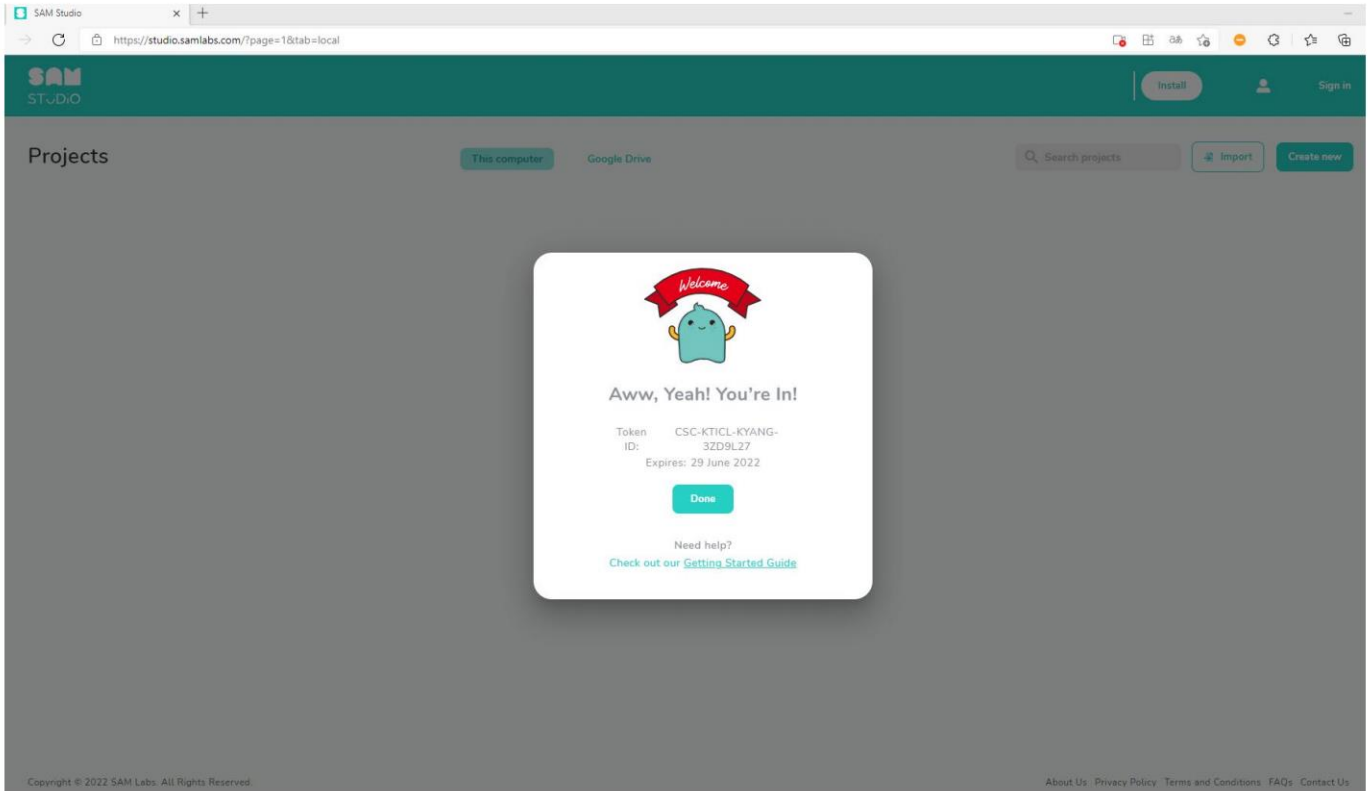 SAM Studio
https://studio.samlabs.com/?page=1&tab=local
SAM
STUDIO
Install
Sign in
Projects
This computer
Google Drive
Search projects
Import
Create new
Welcome
Aww, Yeah! You're In!
Token CSC-KTICL-KYANG-
ID: 3ZD9L27
Expires: 29 June 2022
Done
Need help?
Check out our Getting Started Guide
Copyright © 2022 SAM Labs. All Rights Reserved.
About Us Privacy Policy Terms and Conditions FAQs Contact Us